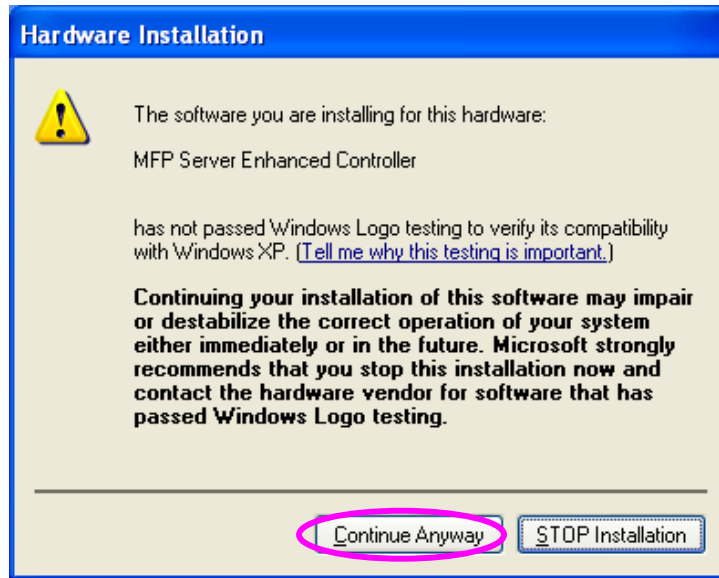 Hardware Installation
The software you are installing for this hardware:
MFP Server Enhanced Controller
has not passed Windows Logo testing to verify its compatibility
with Windows XP. (Tell me why this testing is important.)
Continuing your installation of this software may impair
or destabilize the correct operation of your system
either immediately or in the future. Microsoft strongly
recommends that you stop this installation now and
contact the hardware vendor for software that has
passed Windows Logo testing.
Continue Anyway
STOP Installation